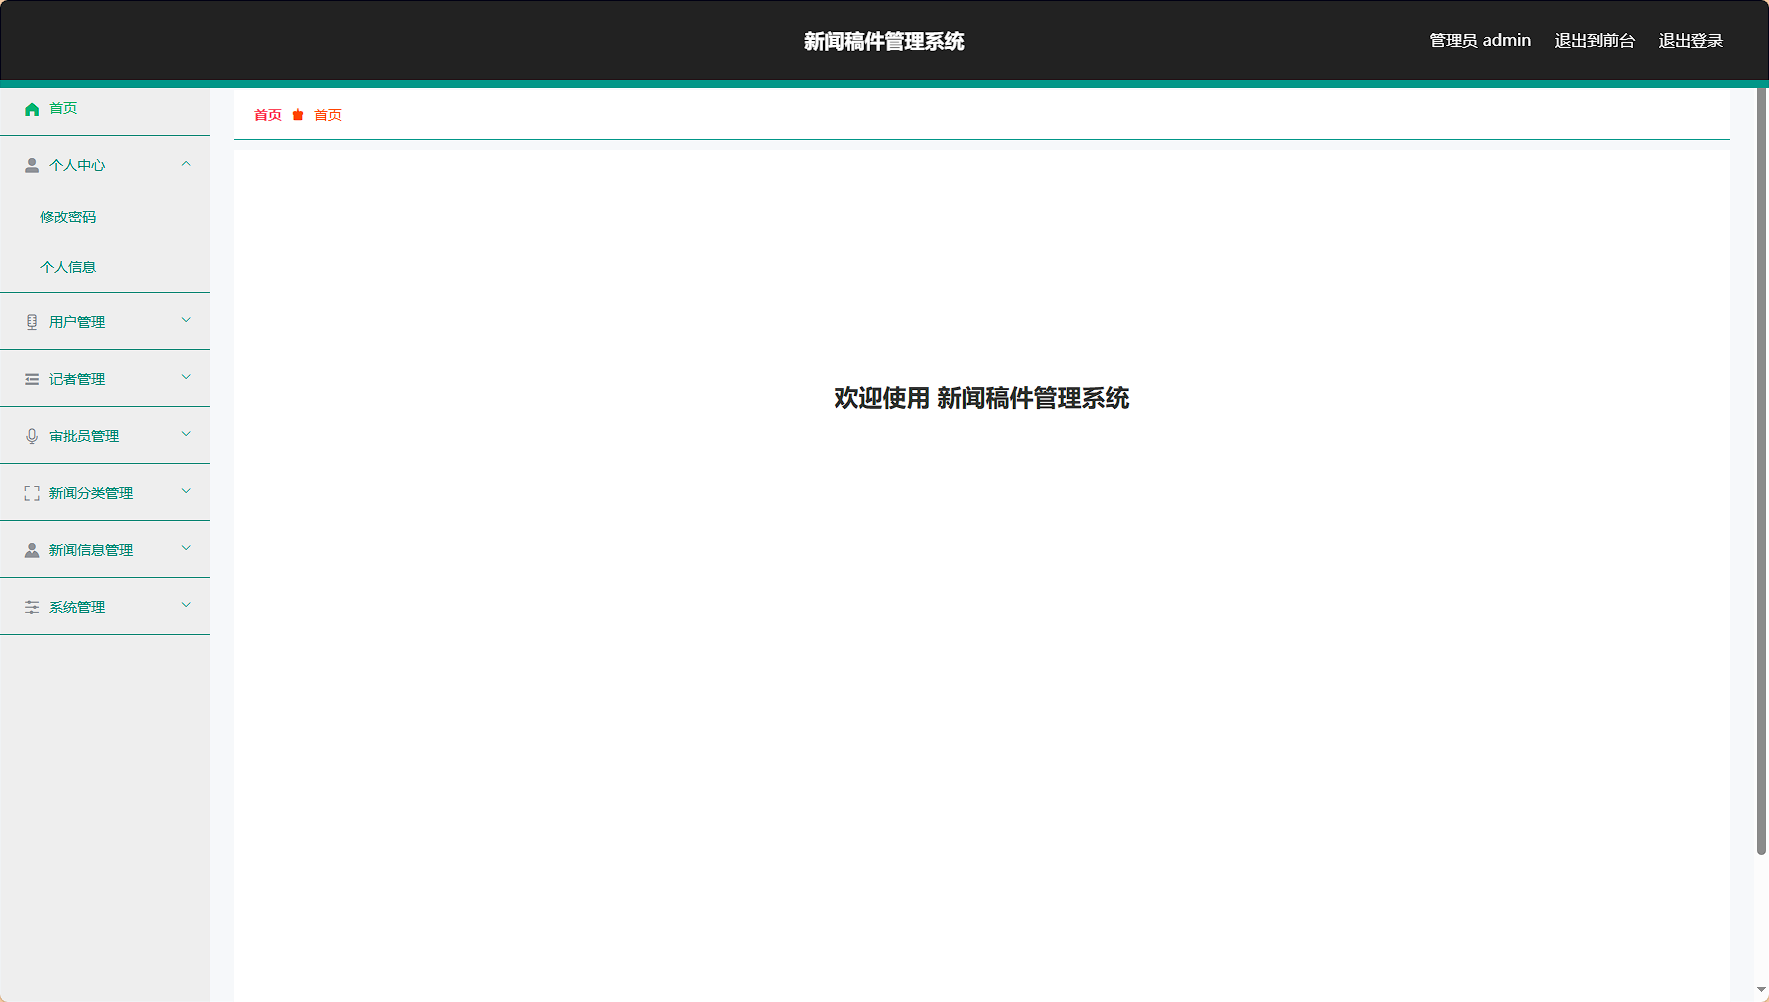 新闻稿件管理系统
管理员 admin 退出到前台 退出登录
首页
个人中心
修改密码
个人信息
用户管理
记者管理
审批员管理
新闻分类管理
新闻信息管理
系统管理
首页 首页
欢迎使用 新闻稿件管理系统